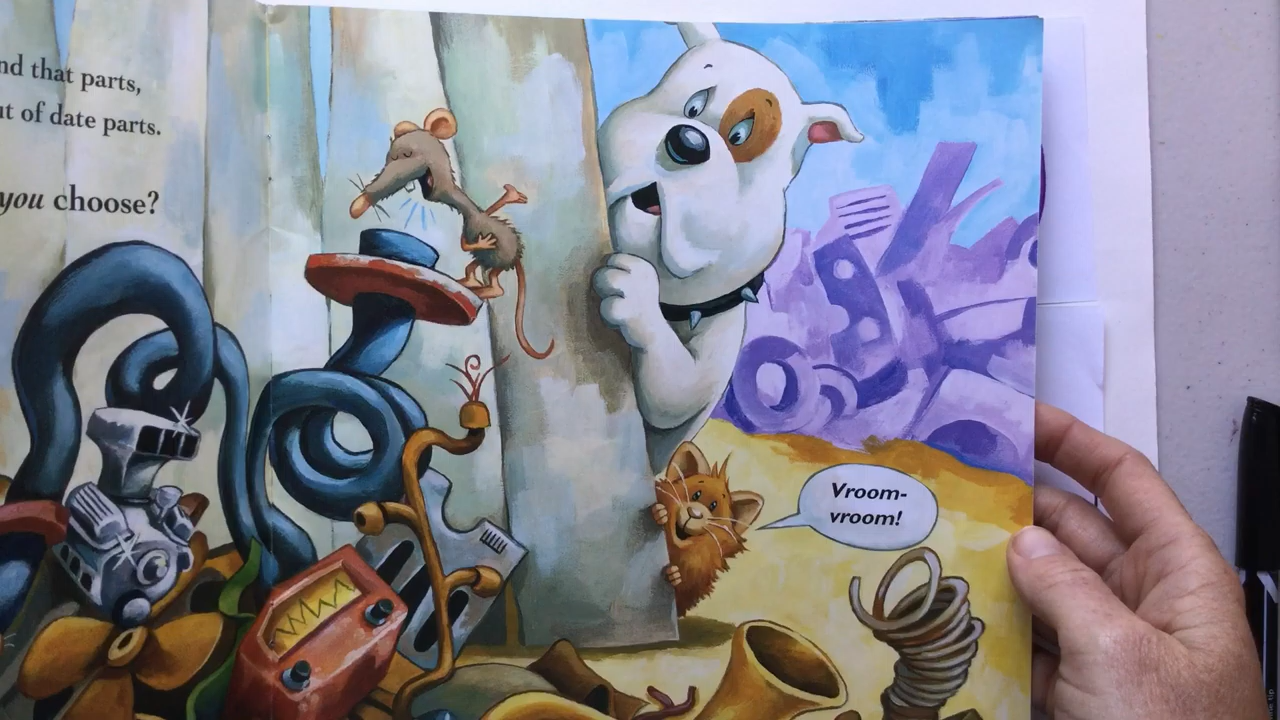 nd that parts,
ut of date parts.
you choose?
Vroom-
vroom!